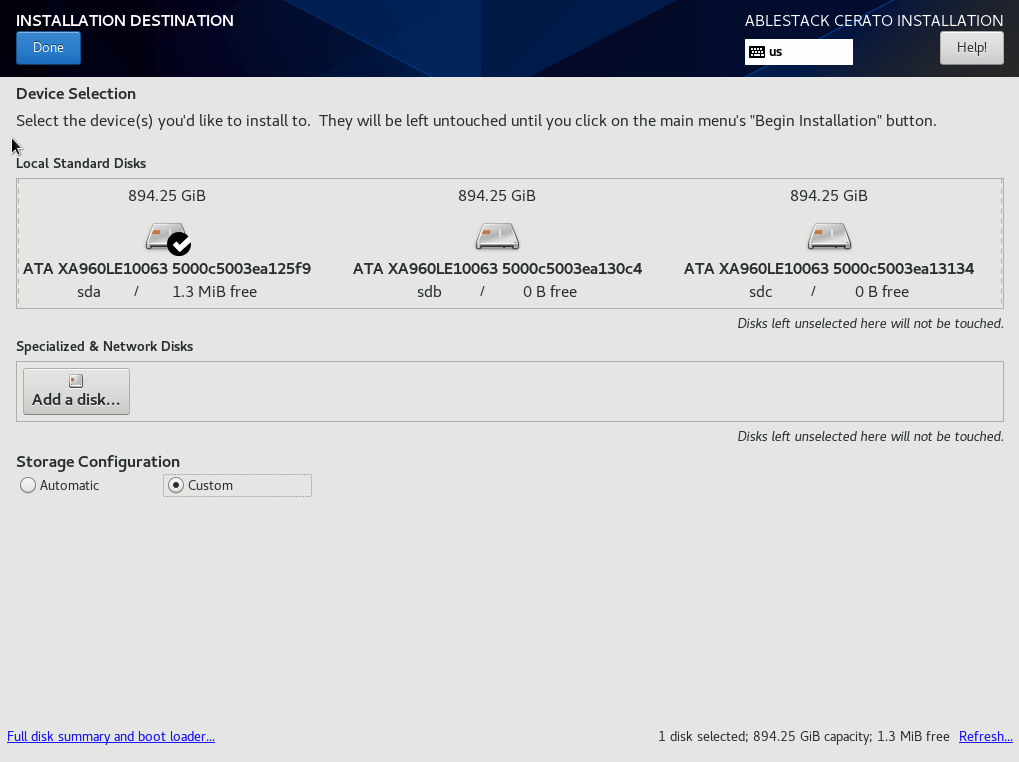 INSTALLATION DESTINATION
ABLESTACK CERATO INSTALLATION
Done
us
Help!
Device Selection
Select the device(s) you'd like to install to. They will be left untouched until you click on the main menu's "Begin Installation" button.
Local Standard Disks
894.25 GiB
894.25 GiB
894.25 GiB
ATA XA960LE10063 5000c5003ea125f9
ATA XA960LE10063 5000c5003ea130c4
ATA XA960LE10063 5000c5003ea13134
sda / 1.3 MiB free
sdb / 0 B free
sdc / 0 B free
Disks left unselected here will not be touched.
Specialized & Network Disks
Add a disk...
Disks left unselected here will not be touched.
Storage Configuration
Automatic
Custom
Full disk summary and boot loader...
1 disk selected; 894.25 GiB capacity; 1.3 MiB free Refresh...